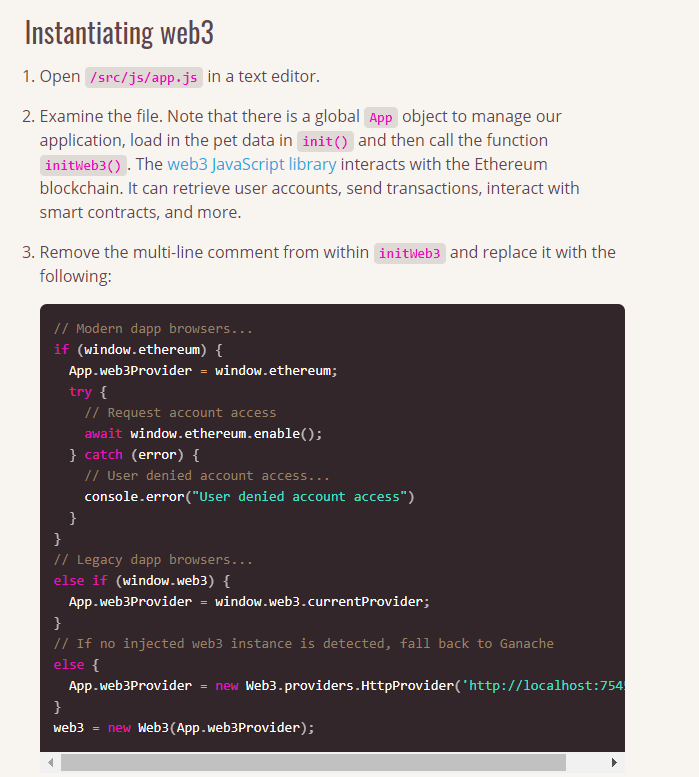 Instantiating web3
1. Open /src/js/app.js in a text editor.
2. Examine the file. Note that there is a global App object to manage our
application, load in the pet data in init() and then call the function
initWeb3() . The web3 JavaScript library interacts with the Ethereum
blockchain. It can retrieve user accounts, send transactions, interact with
smart contracts, and more.
3. Remove the multi-line comment from within initWeb3 and replace it with the
following:
// Modern dapp browsers...
if (window.ethereum) {
  App.web3Provider = window.ethereum;
  try {
    // Request account access
    await window.ethereum.enable();
  } catch (error) {
    // User denied account access...
    console.error("User denied account access")
  }
}
// Legacy dapp browsers...
else if (window.web3) {
  App.web3Provider = window.web3.currentProvider;
}
// If no injected web3 instance is detected, fall back to Ganache
else {
  App.web3Provider = new Web3.providers.HttpProvider('http://localhost:754
}
web3 = new Web3(App.web3Provider);